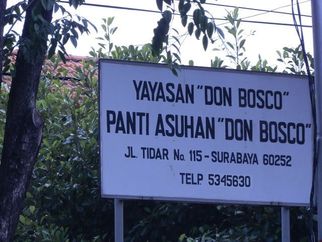 YAYASAN "DON BOSCO"
PANTI ASUHAN "DON BOSCO"
JL. TIDAR No. 115 - SURABAYA 60252
TELP. 5345630